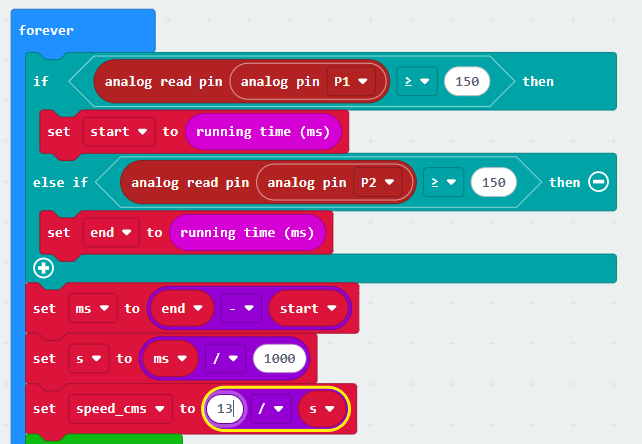 forever
if analog read pin analog pin P1 ≥ 150 then
set start to running time (ms)
else if analog read pin analog pin P2 ≥ 150 then
set end to running time (ms)
set ms to end - start
set s to ms / 1000
set speed_cms to 13 / s